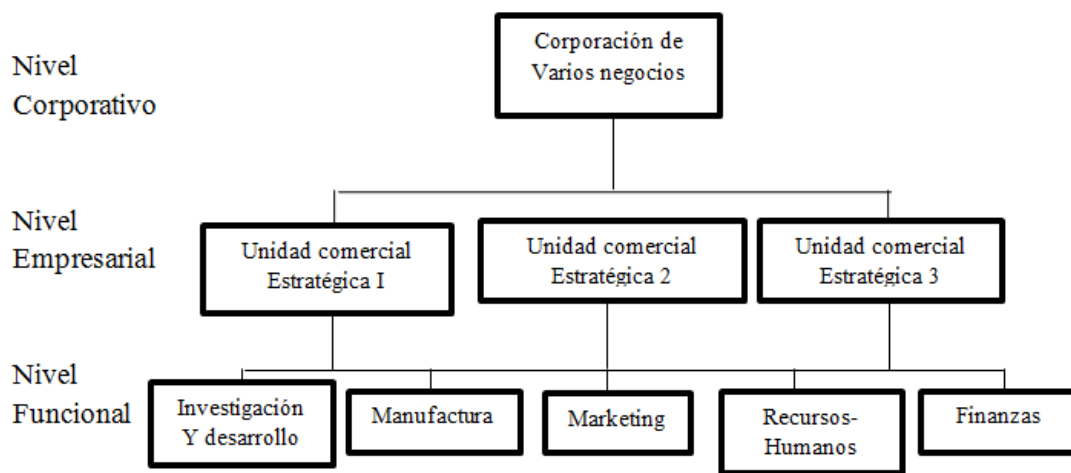 Nivel
Corporativo
Corporación de
Varios negocios
Nivel
Empresarial
Unidad comercial
Estratégica I
Unidad comercial
Estratégica 2
Unidad comercial
Estratégica 3
Nivel
Funcional
Investigación
Y desarrollo
Manufactura
Marketing
Recursos-
Humanos
Finanzas